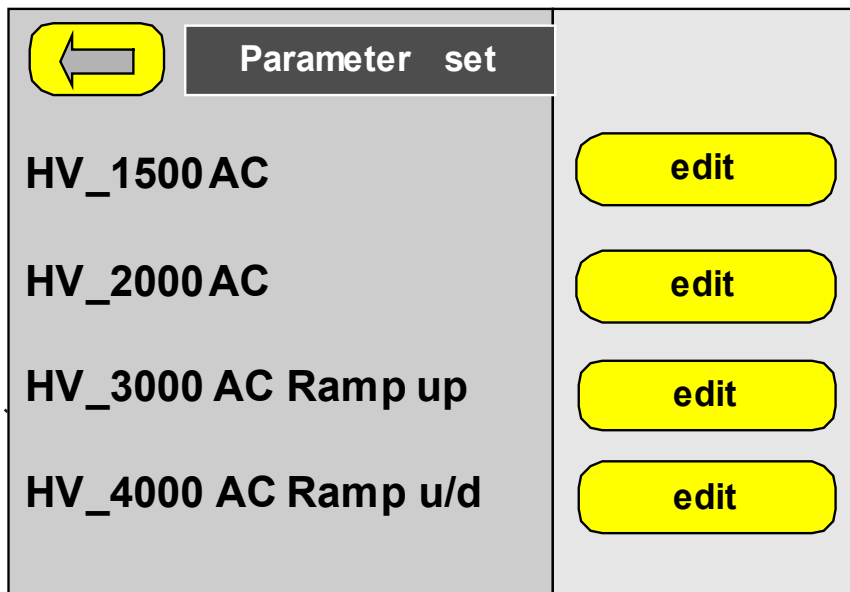 Parameter set
HV_1500 AC
edit
HV_2000 AC
edit
HV_3000 AC Ramp up
edit
HV_4000 AC Ramp u/d
edit